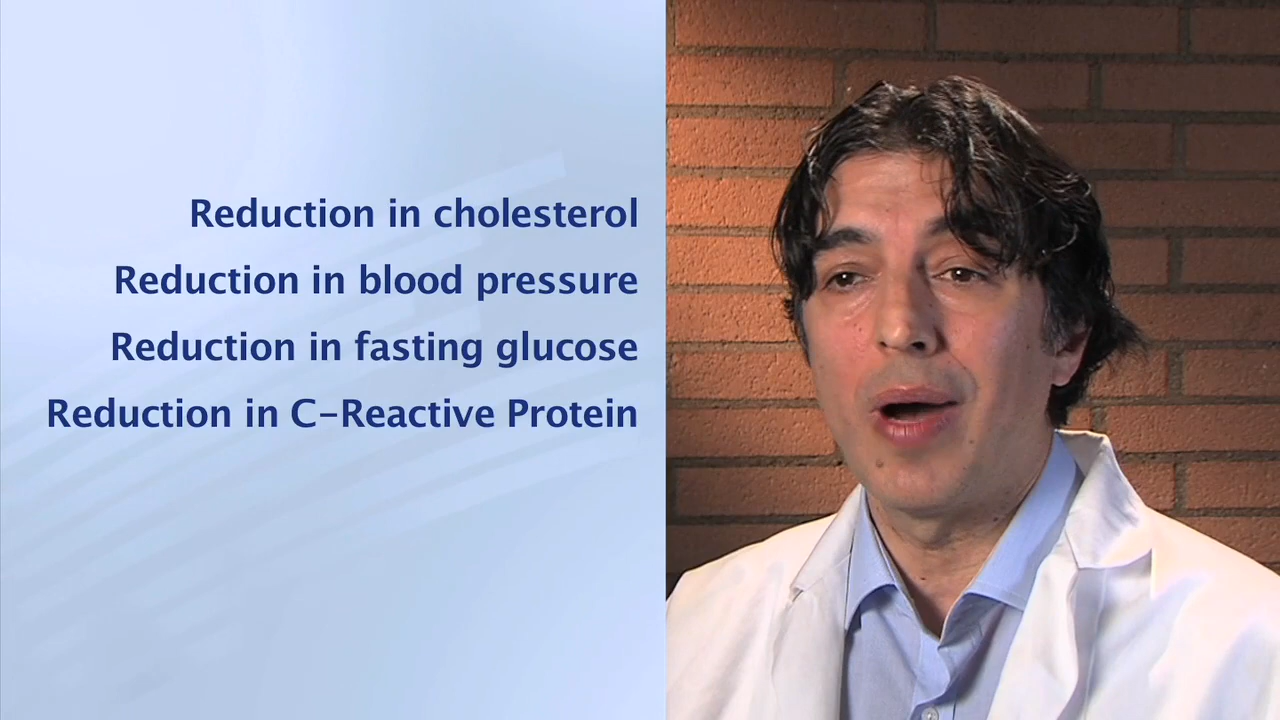 Reduction in cholesterol
Reduction in blood pressure
Reduction in fasting glucose
Reduction in C-Reactive Protein